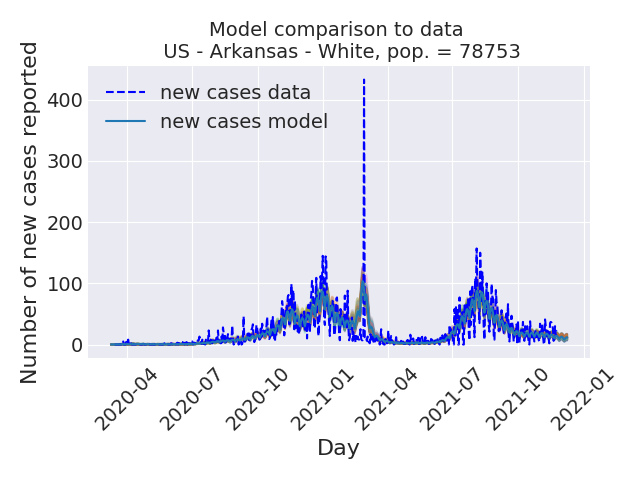 Model comparison to data
US - Arkansas - White, pop. = 78753
Number of new cases reported
400
300
200
100
0
new cases data
new cases model
2020-04
2020-07
2020-10
2021-01
2021-04
2021-07
2021-10
2022-01
Day